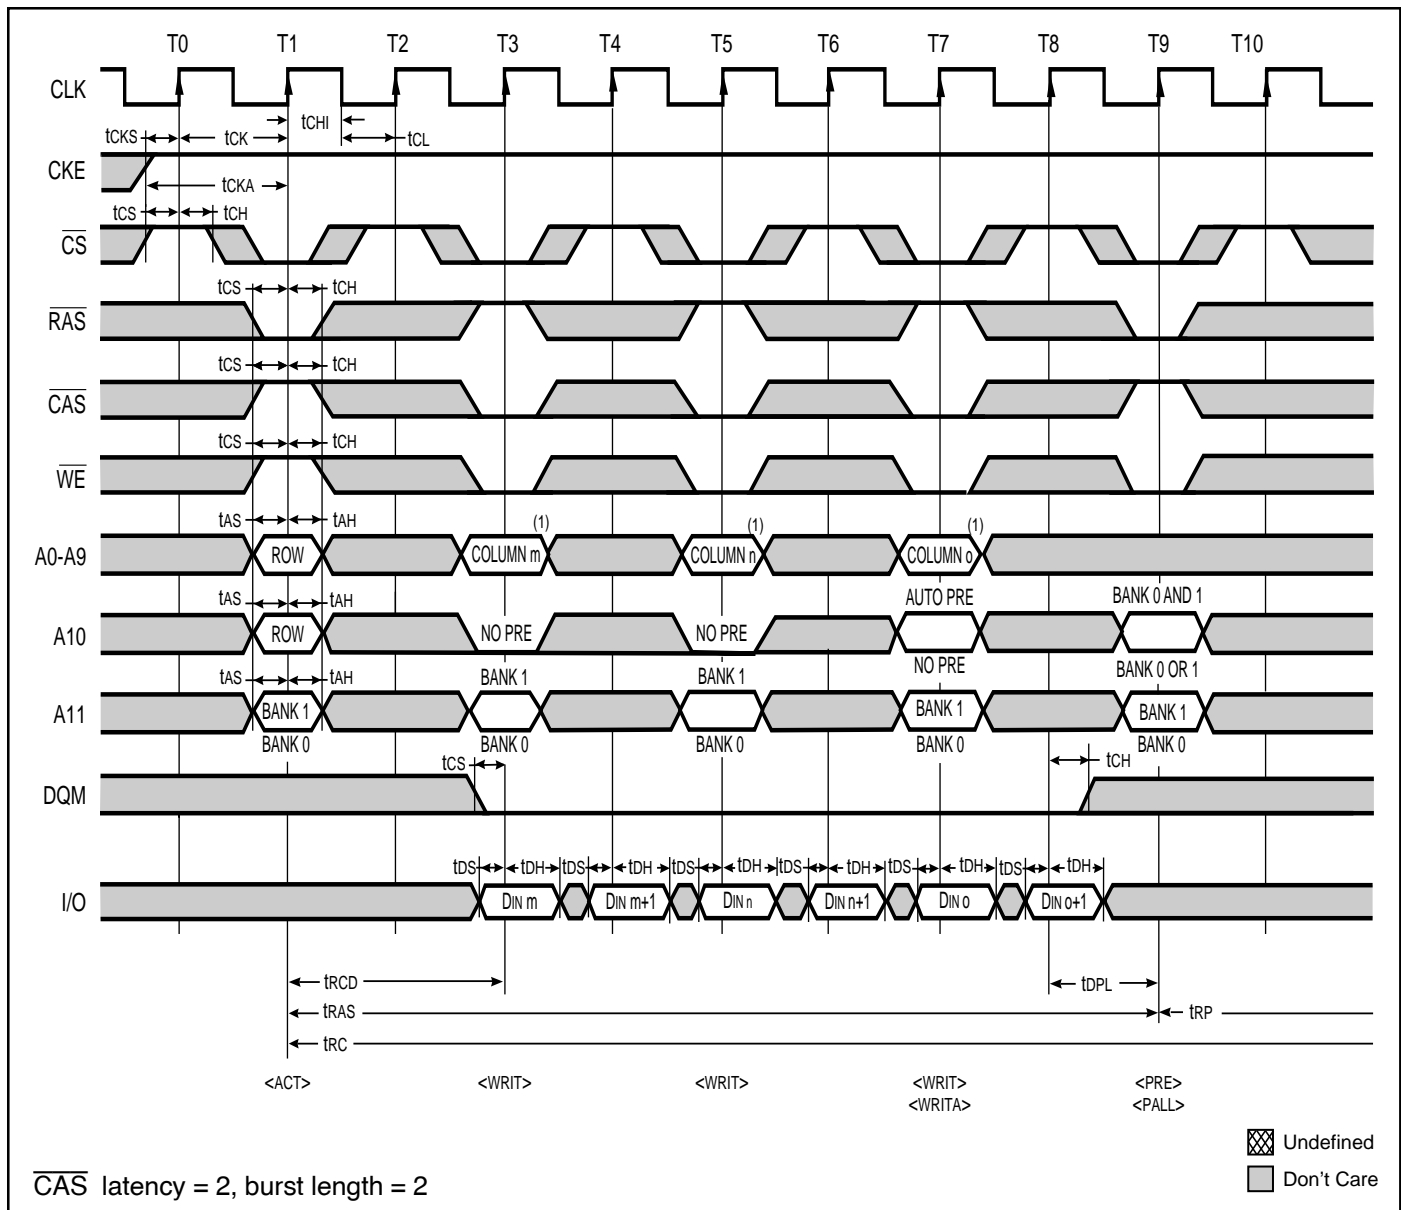 T0 T1 T2 T3 T4 T5 T6 T7 T8 T9 T10
CLK
tCHI
tCKS tCK tCL
CKE
tCKA
tCS tCH
CS
tCS tCH
RAS
tCS tCH
CAS
tCS tCH
WE
tAS tAH (1) (1) (1)
A0-A9 ROW COLUMN m COLUMN n COLUMN o
tAS tAH AUTO PRE BANK 0 AND 1
A10 ROW NO PRE NO PRE
NO PRE BANK 0 OR 1
tAS tAH BANK 1 BANK 1
A11 BANK 1 BANK 1 BANK 1
BANK 0 BANK 0 BANK 0 BANK 0 BANK 0
tCS tCH
DQM
tDS tDH tDS tDH tDS tDH tDS tDH tDS tDH tDS tDH
I/O DIN m DIN m+1 DIN n DIN n+1 DIN o DIN o+1
tRCD tDPL
tRAS tRP
tRC
<ACT> <WRIT> <WRIT> <WRIT> <PRE>
<WRITA> <PALL>
Undefined
Don't Care
CAS latency = 2, burst length = 2